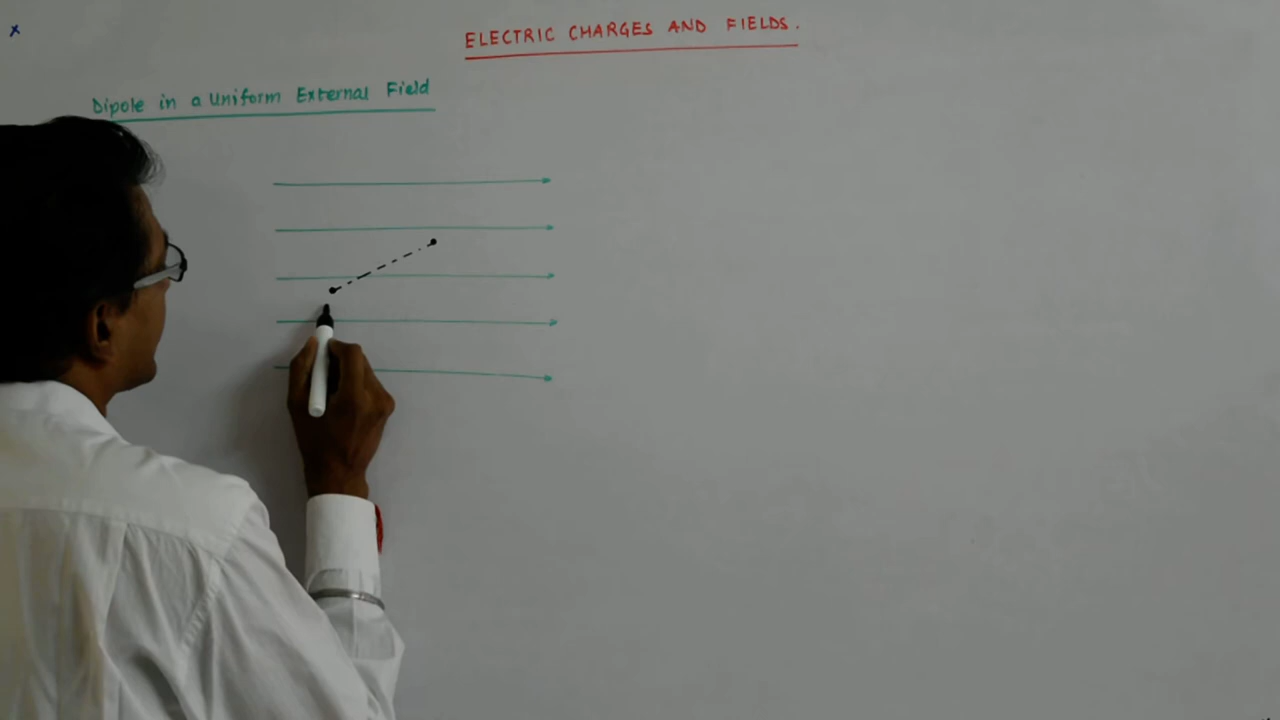 x
ELECTRIC CHARGES AND FIELDS.
Dipole in a Uniform External Field